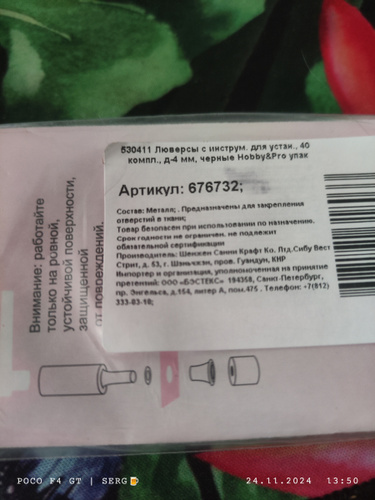 530411 Люверсы с инструм. для устан., 40
компл., д-4 мм, черные Hobby&Pro упак
Артикул: 676732;
Состав: Металл; . Предназначены для закрепления
отверстий в ткани;
Товар безопасен при использовании по назначению.
Срок годности не ограничен. не подлежит
обязательной сертификации
Производитель: Шенжен Санни Крафт Ко. Лтд.Сибу Вест
Стрит, д. 53, г. Шэньчжэн, пров. Гуандун, КНР
Импортер и организация, уполномоченная на принятие
претензий: ООО «БЭСТЕКС» 194358, Санкт-Петербург,
пр. Энгельса, д.154, литер А, пом.475 . Телефон: +7(812)
333-83-18;
Внимание: работайте
только на ровной,
устойчивой поверхности,
защищенной
от повреждений.
POCO F4 GT | SERG🍺
24.11.2024 13:50